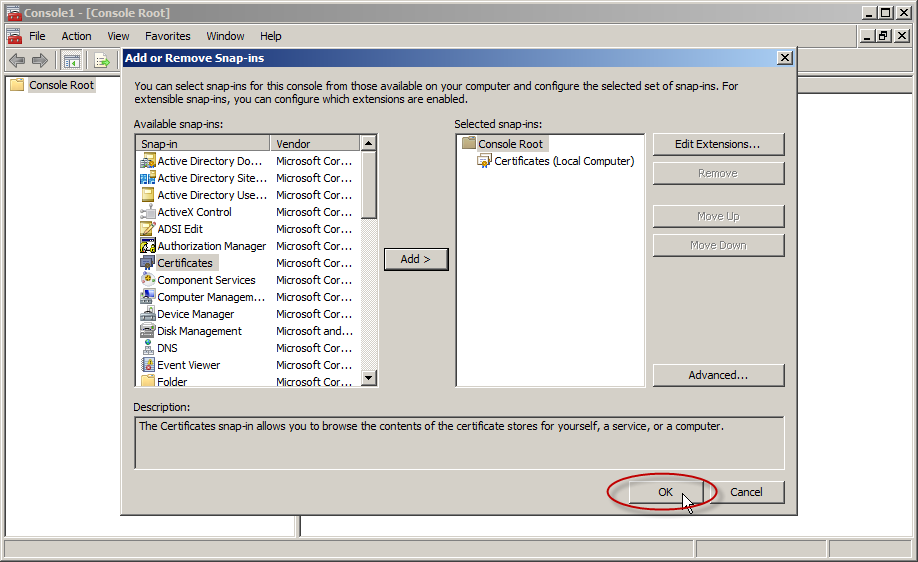 Console1 - [Console Root]
File Action View Favorites Window Help
Console Root
Add or Remove Snap-ins
You can select snap-ins for this console from those available on your computer and configure the selected set of snap-ins. For
extensible snap-ins, you can configure which extensions are enabled.
Available snap-ins:
Snap-in Vendor
Active Directory Do... Microsoft Cor...
Active Directory Site... Microsoft Cor...
Active Directory Use... Microsoft Cor...
ActiveX Control Microsoft Cor...
ADSI Edit Microsoft Cor...
Authorization Manager Microsoft Cor...
Certificates Microsoft Cor...
Component Services Microsoft Cor...
Computer Managem... Microsoft Cor...
Device Manager Microsoft Cor...
Disk Management Microsoft and...
DNS Microsoft Cor...
Event Viewer Microsoft Cor...
Folder Microsoft Cor...
Add >
Selected snap-ins:
Console Root
Certificates (Local Computer)
Edit Extensions...
Remove
Move Up
Move Down
Advanced...
Description:
The Certificates snap-in allows you to browse the contents of the certificate stores for yourself, a service, or a computer.
OK Cancel